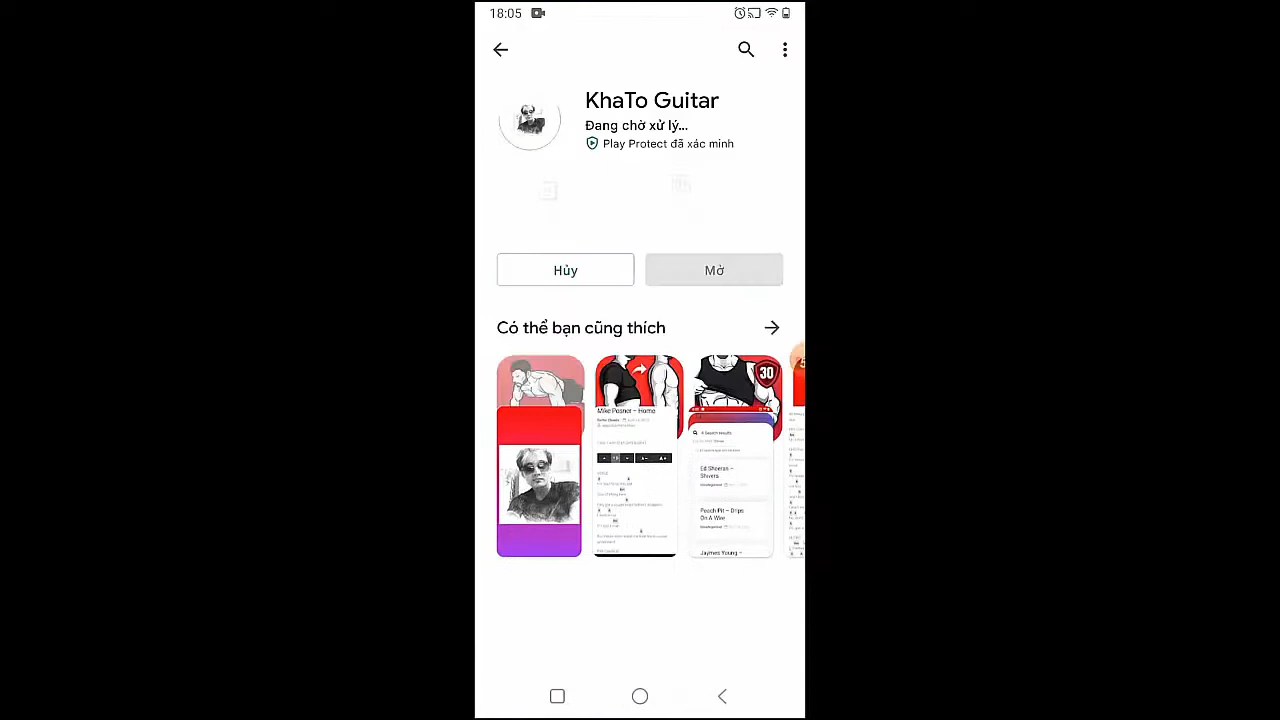 18:05
KhaTo Guitar
Đang chờ xử lý...
Play Protect đã xác minh
Hủy
Mở
Có thể bạn cũng thích
30
Mike Posner – Home
Ed Sheeran –
Shivers
Peach Pit – Drips
On A Wire
Jaymes Young –